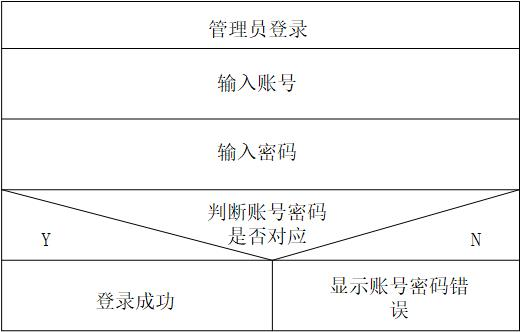 管理员登录
输入账号
输入密码
判断账号密码
是否对应
Y
N
登录成功
显示账号密码错
误